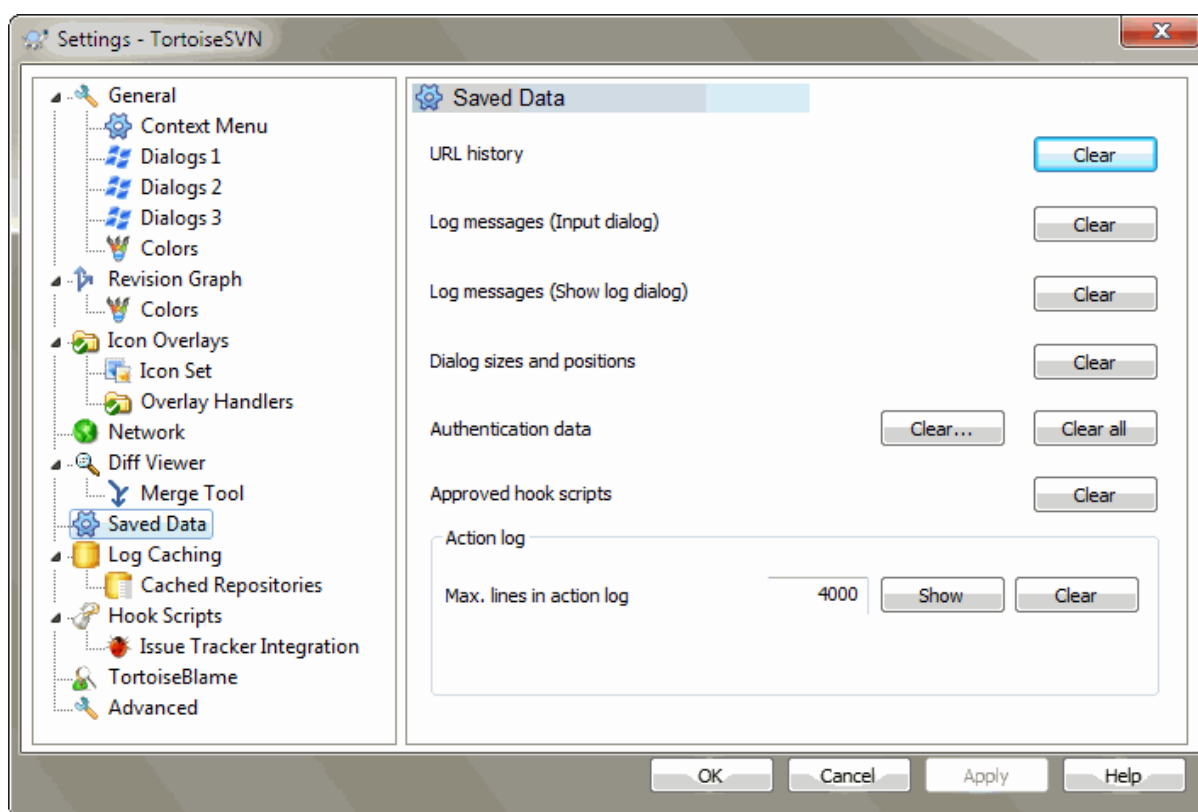 Settings - TortoiseSVN
x
General
Context Menu
Dialogs 1
Dialogs 2
Dialogs 3
Colors
Revision Graph
Colors
Icon Overlays
Icon Set
Overlay Handlers
Network
Diff Viewer
Merge Tool
Saved Data
Log Caching
Cached Repositories
Hook Scripts
Issue Tracker Integration
TortoiseBlame
Advanced
Saved Data
URL history Clear
Log messages (Input dialog) Clear
Log messages (Show log dialog) Clear
Dialog sizes and positions Clear
Authentication data Clear... Clear all
Approved hook scripts Clear
Action log
Max. lines in action log 4000 Show Clear
OK Cancel Apply Help